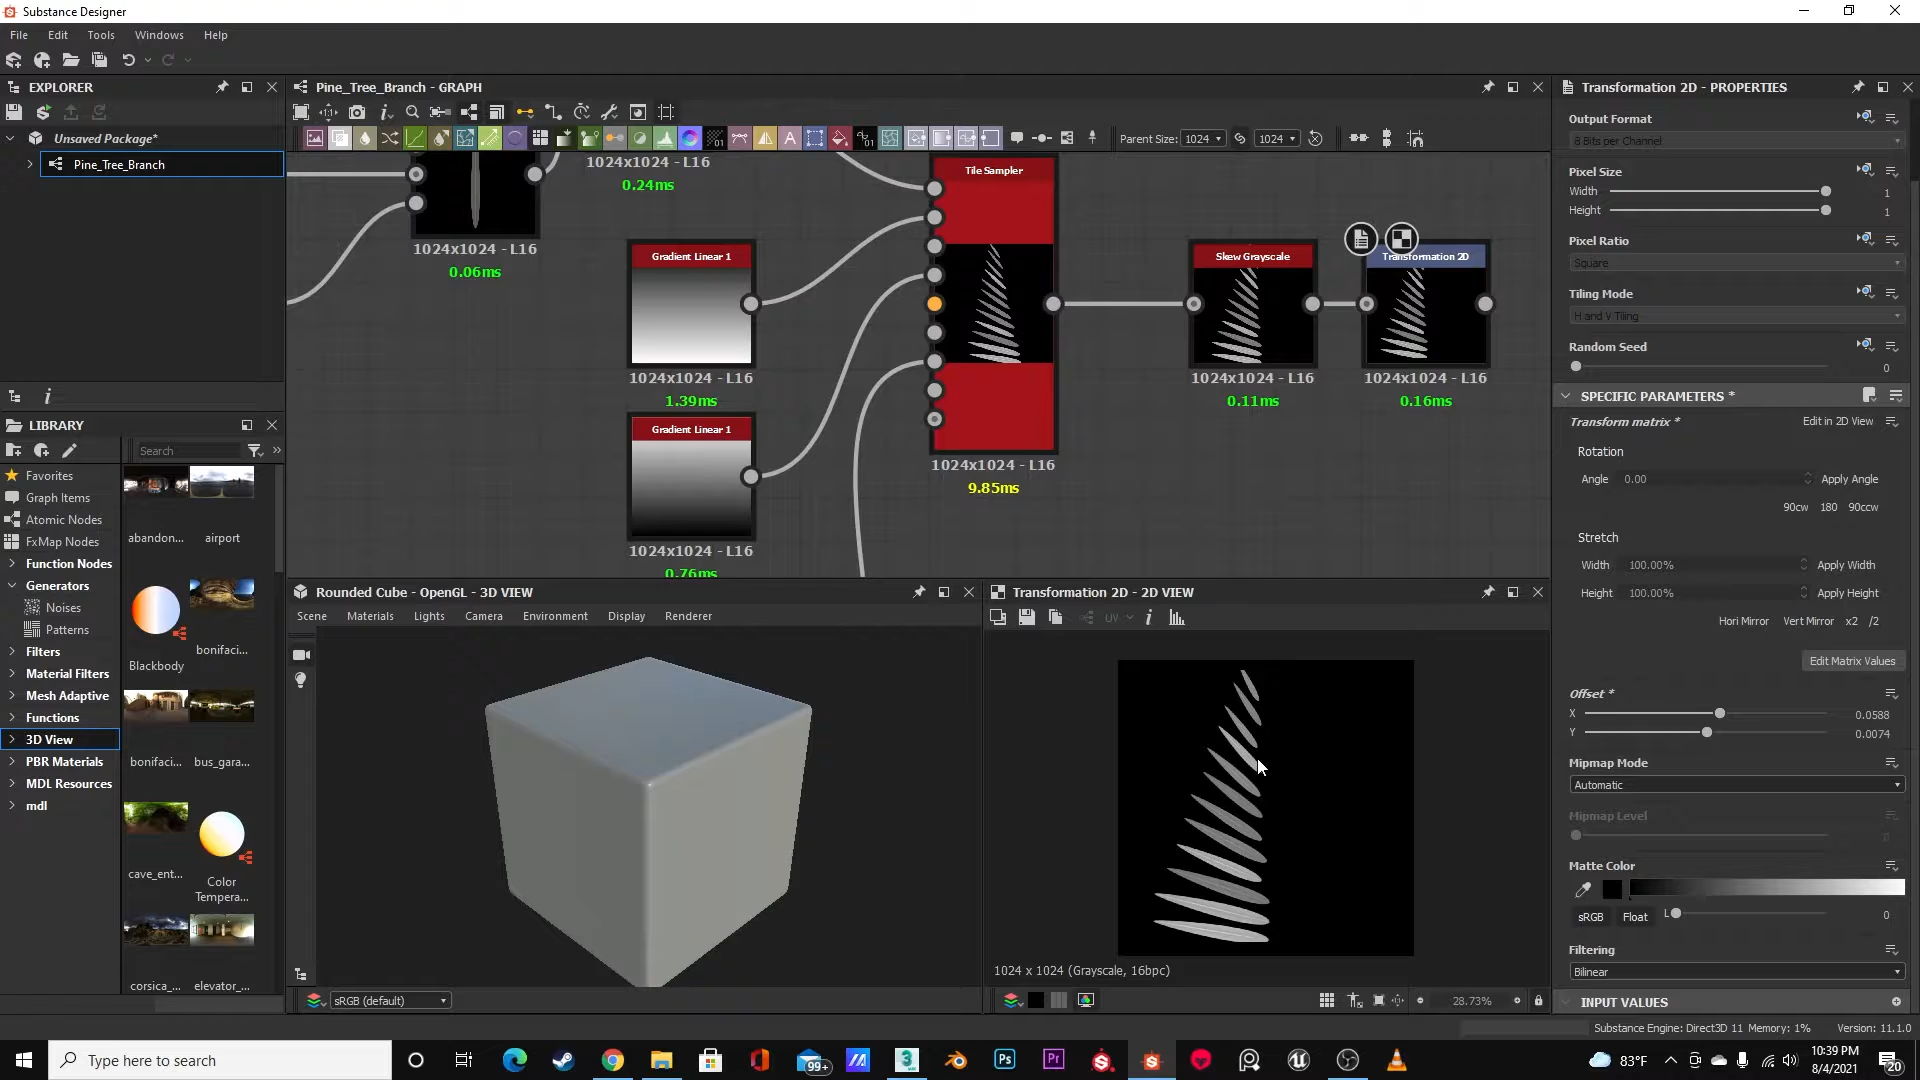 Substance Designer
File Edit Tools Windows Help
EXPLORER
Unsaved Package*
Pine_Tree_Branch
LIBRARY
Search
Favorites
Graph Items
Atomic Nodes
FxMap Nodes
Function Nodes
Generators
Noises
Patterns
Filters
Material Filters
Mesh Adaptive
Functions
3D View
PBR Materials
MDL Resources
mdl
abandon...
airport
Blackbody
bonifaci...
bonifaci...
bus_gara...
cave_ent...
Color
Tempera...
corsica_...
elevator_...
Pine_Tree_Branch - GRAPH
Parent Size: 1024 1024
1024x1024 - L16
0.24ms
1024x1024 - L16
0.06ms
Gradient Linear 1
1024x1024 - L16
1.39ms
Gradient Linear 1
1024x1024 - L16
0.76ms
Tile Sampler
1024x1024 - L16
9.85ms
Skew Grayscale
1024x1024 - L16
0.11ms
Transformation 2D
1024x1024 - L16
0.16ms
Rounded Cube - OpenGL - 3D VIEW
Scene Materials Lights Camera Environment Display Renderer
sRGB (default)
Transformation 2D - 2D VIEW
UV
1024 x 1024 (Grayscale, 16bpc)
28.73%
Transformation 2D - PROPERTIES
Output Format
8 Bits per Channel
Pixel Size
Width 1
Height 1
Pixel Ratio
Square
Tiling Mode
H and V Tiling
Random Seed
0
SPECIFIC PARAMETERS *
Transform matrix * Edit in 2D View
Rotation
Angle 0.00 Apply Angle
90cw 180 90ccw
Stretch
Width 100.00% Apply Width
Height 100.00% Apply Height
Hori Mirror Vert Mirror x2 /2
Edit Matrix Values
Offset *
X 0.0588
Y 0.0074
Mipmap Mode
Automatic
Mipmap Level
0
Matte Color
sRGB Float L 0
Filtering
Bilinear
INPUT VALUES
Substance Engine: Direct3D 11 Memory: 1% Version: 11.1.0
Type here to search
99+
Ps
Pr
83°F
10:39 PM
8/4/2021
20